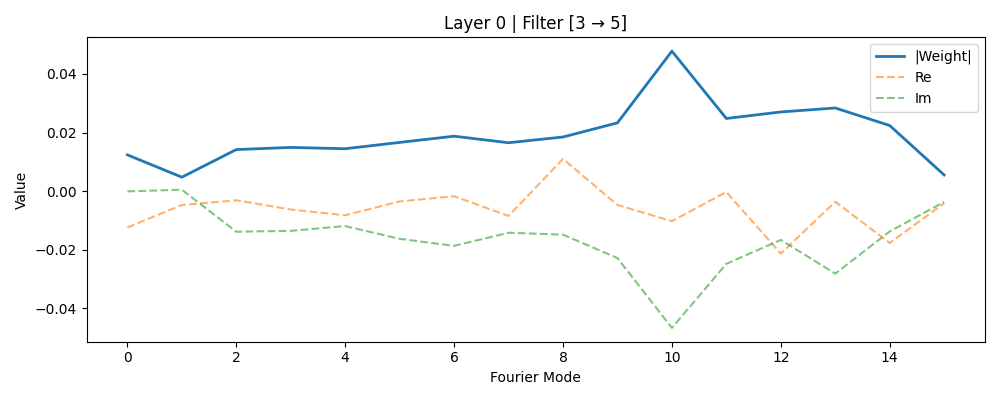 Layer 0 | Filter [3 → 5]
|Weight|
Re
Im
0.04
0.02
0.00
−0.02
−0.04
Value
0 2 4 6 8 10 12 14
Fourier Mode